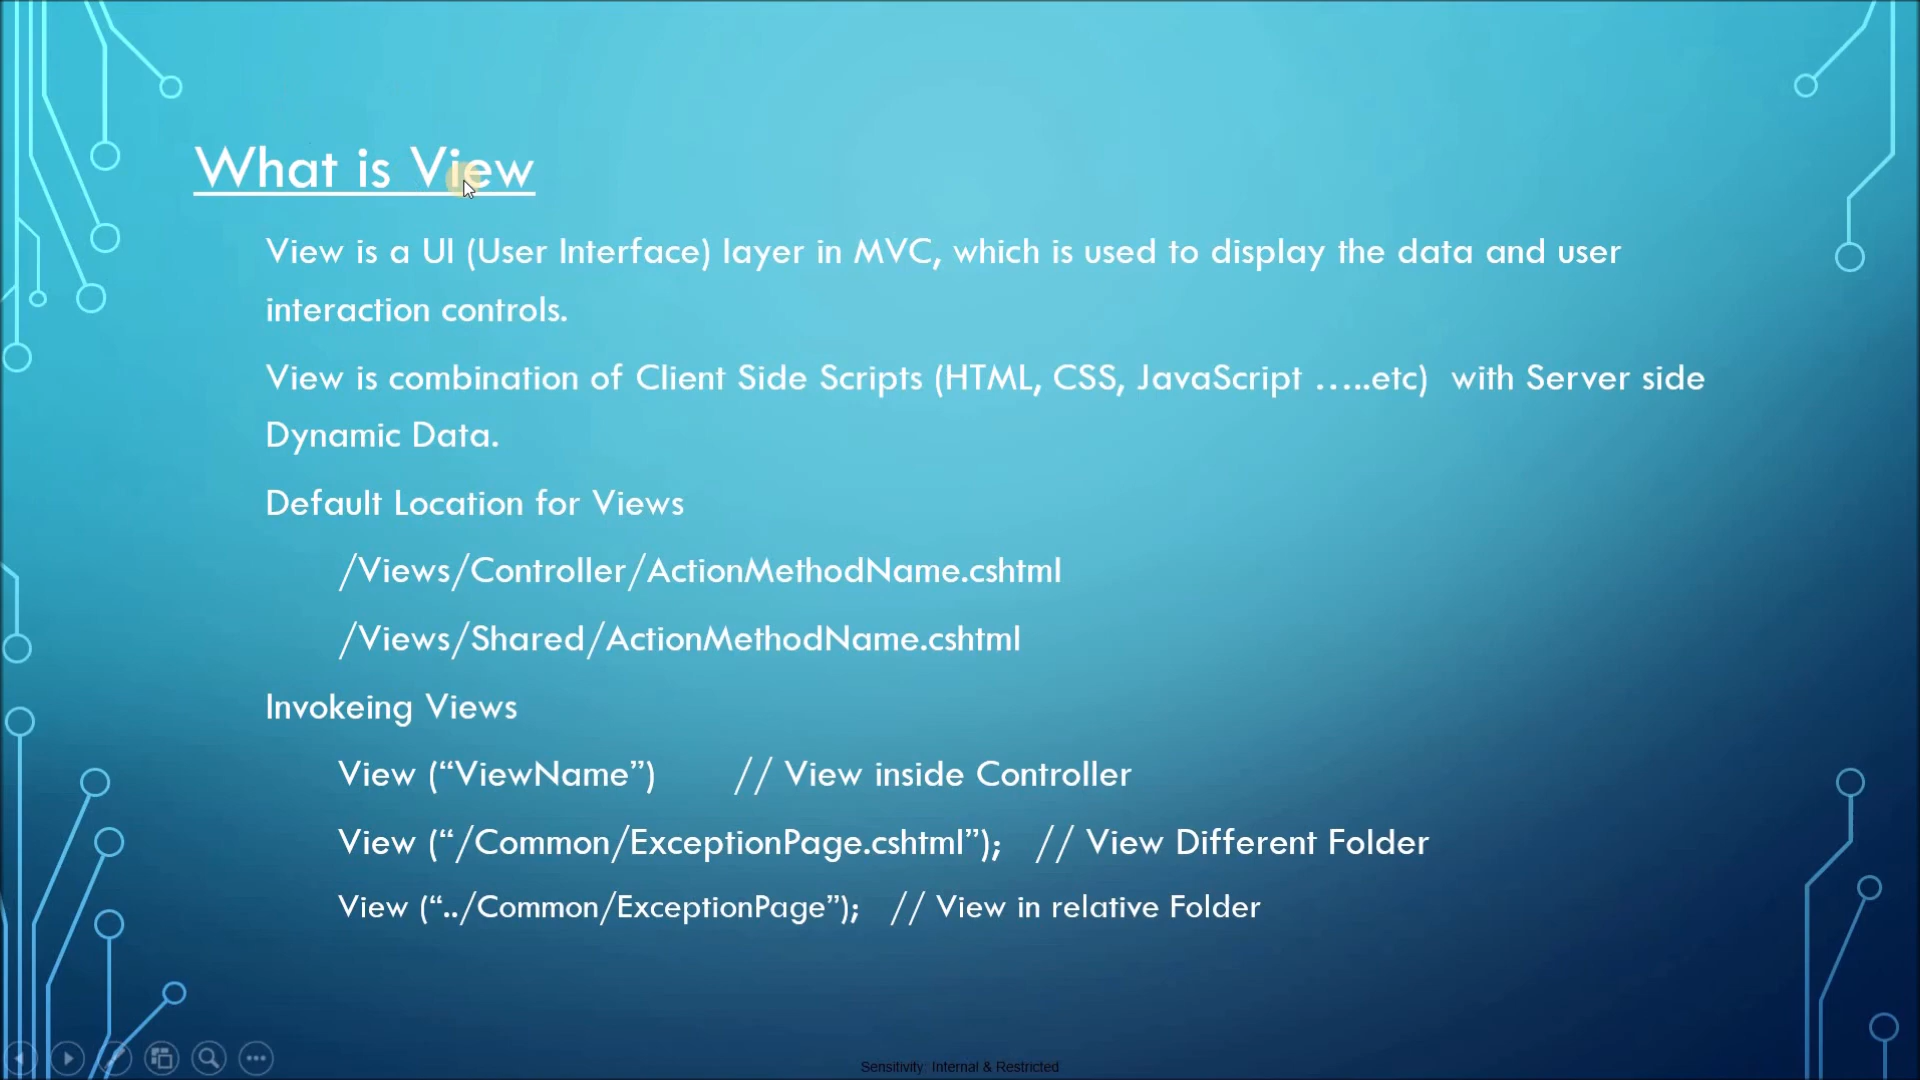 What is View
View is a UI (User Interface) layer in MVC, which is used to display the data and user
interaction controls.
View is combination of Client Side Scripts (HTML, CSS, JavaScript …..etc)  with Server side
Dynamic Data.
Default Location for Views
/Views/Controller/ActionMethodName.cshtml
/Views/Shared/ActionMethodName.cshtml
Invokeing Views
View (“ViewName”)        // View inside Controller
View (“/Common/ExceptionPage.cshtml”);   // View Different Folder
View (“../Common/ExceptionPage”);   // View in relative Folder
Sensitivity: Internal & Restricted